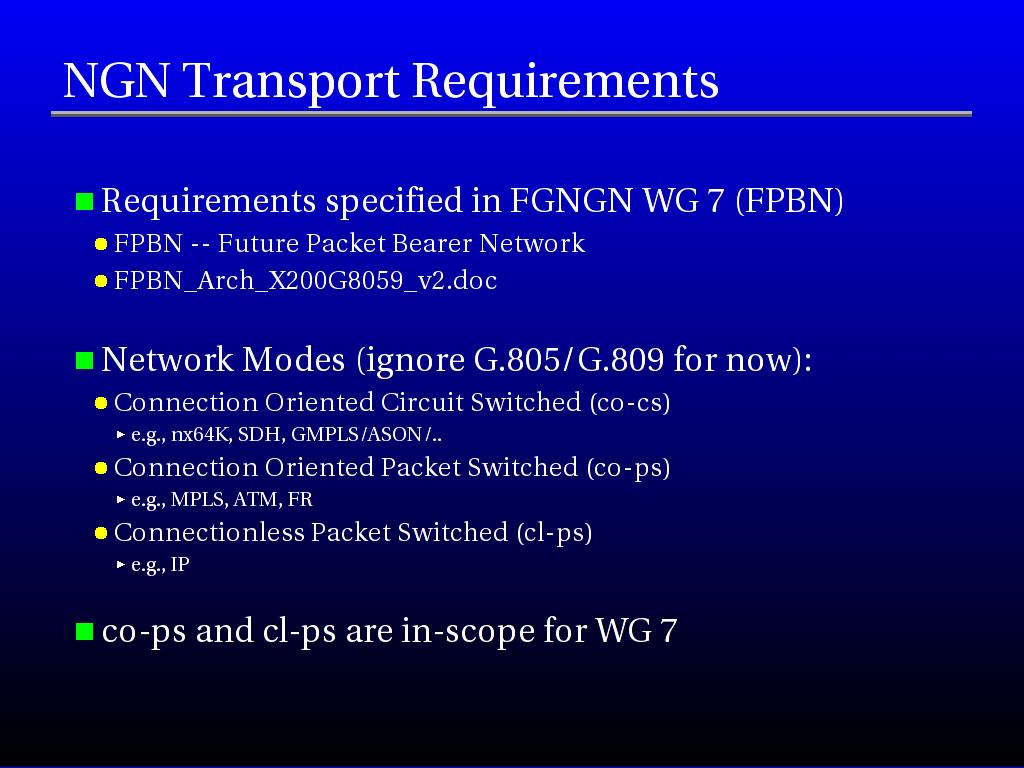 NGN Transport Requirements
Requirements specified in FGNGN WG 7 (FPBN)
FPBN -- Future Packet Bearer Network
FPBN_Arch_X200G8059_v2.doc
Network Modes (ignore G.805/G.809 for now):
Connection Oriented Circuit Switched (co-cs)
e.g., nx64K, SDH, GMPLS/ASON/..
Connection Oriented Packet Switched (co-ps)
e.g., MPLS, ATM, FR
Connectionless Packet Switched (cl-ps)
e.g., IP
co-ps and cl-ps are in-scope for WG 7